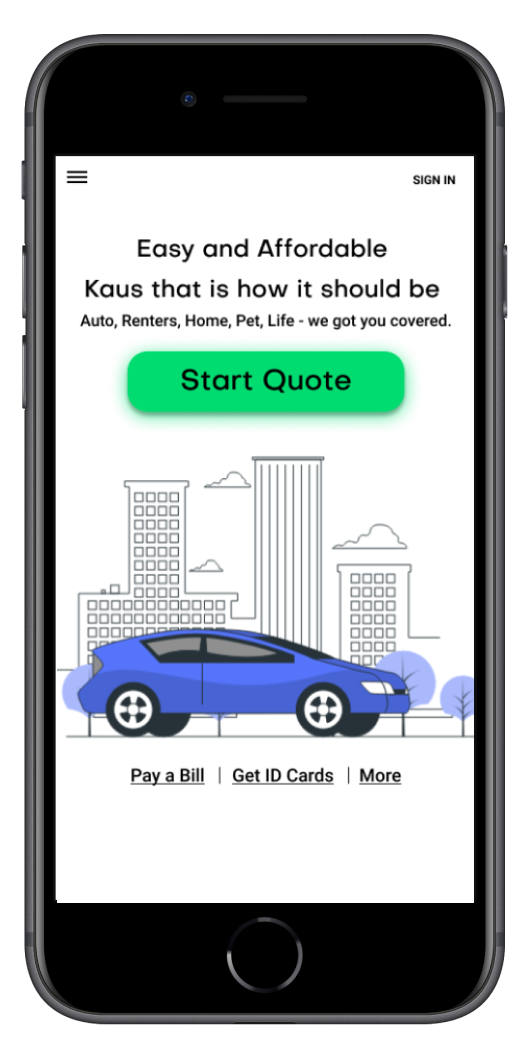 SIGN IN
Easy and Affordable
Kaus that is how it should be
Auto, Renters, Home, Pet, Life - we got you covered.
Start Quote
Pay a Bill | Get ID Cards | More